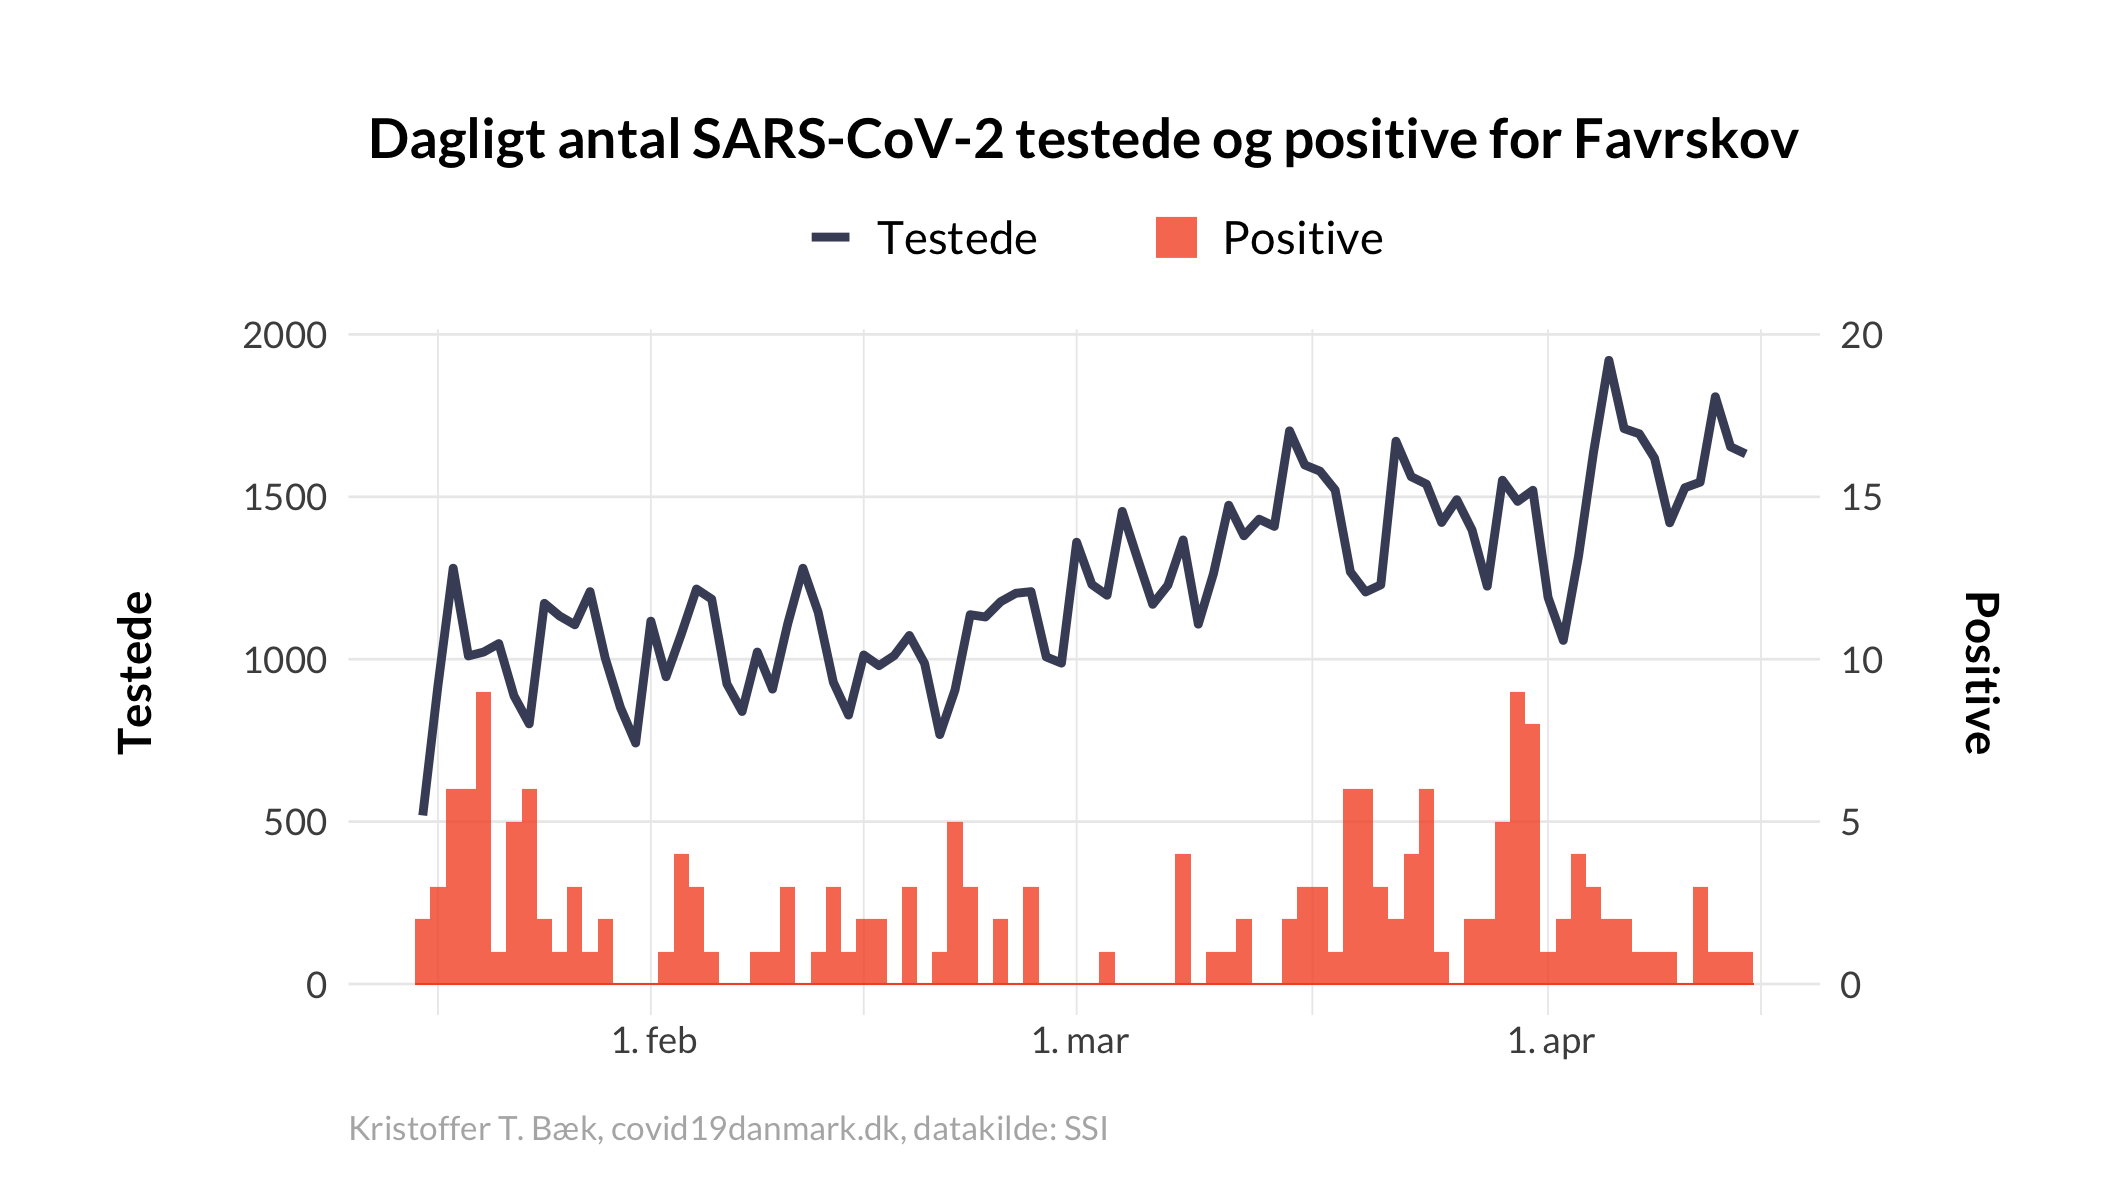 Dagligt antal SARS-CoV-2 testede og positive for Favrskov
Testede
Positive
2000
1500
1000
500
0
20
15
10
5
0
Testede
Positive
1. feb
1. mar
1. apr
Kristoffer T. Bæk, covid19danmark.dk, datakilde: SSI